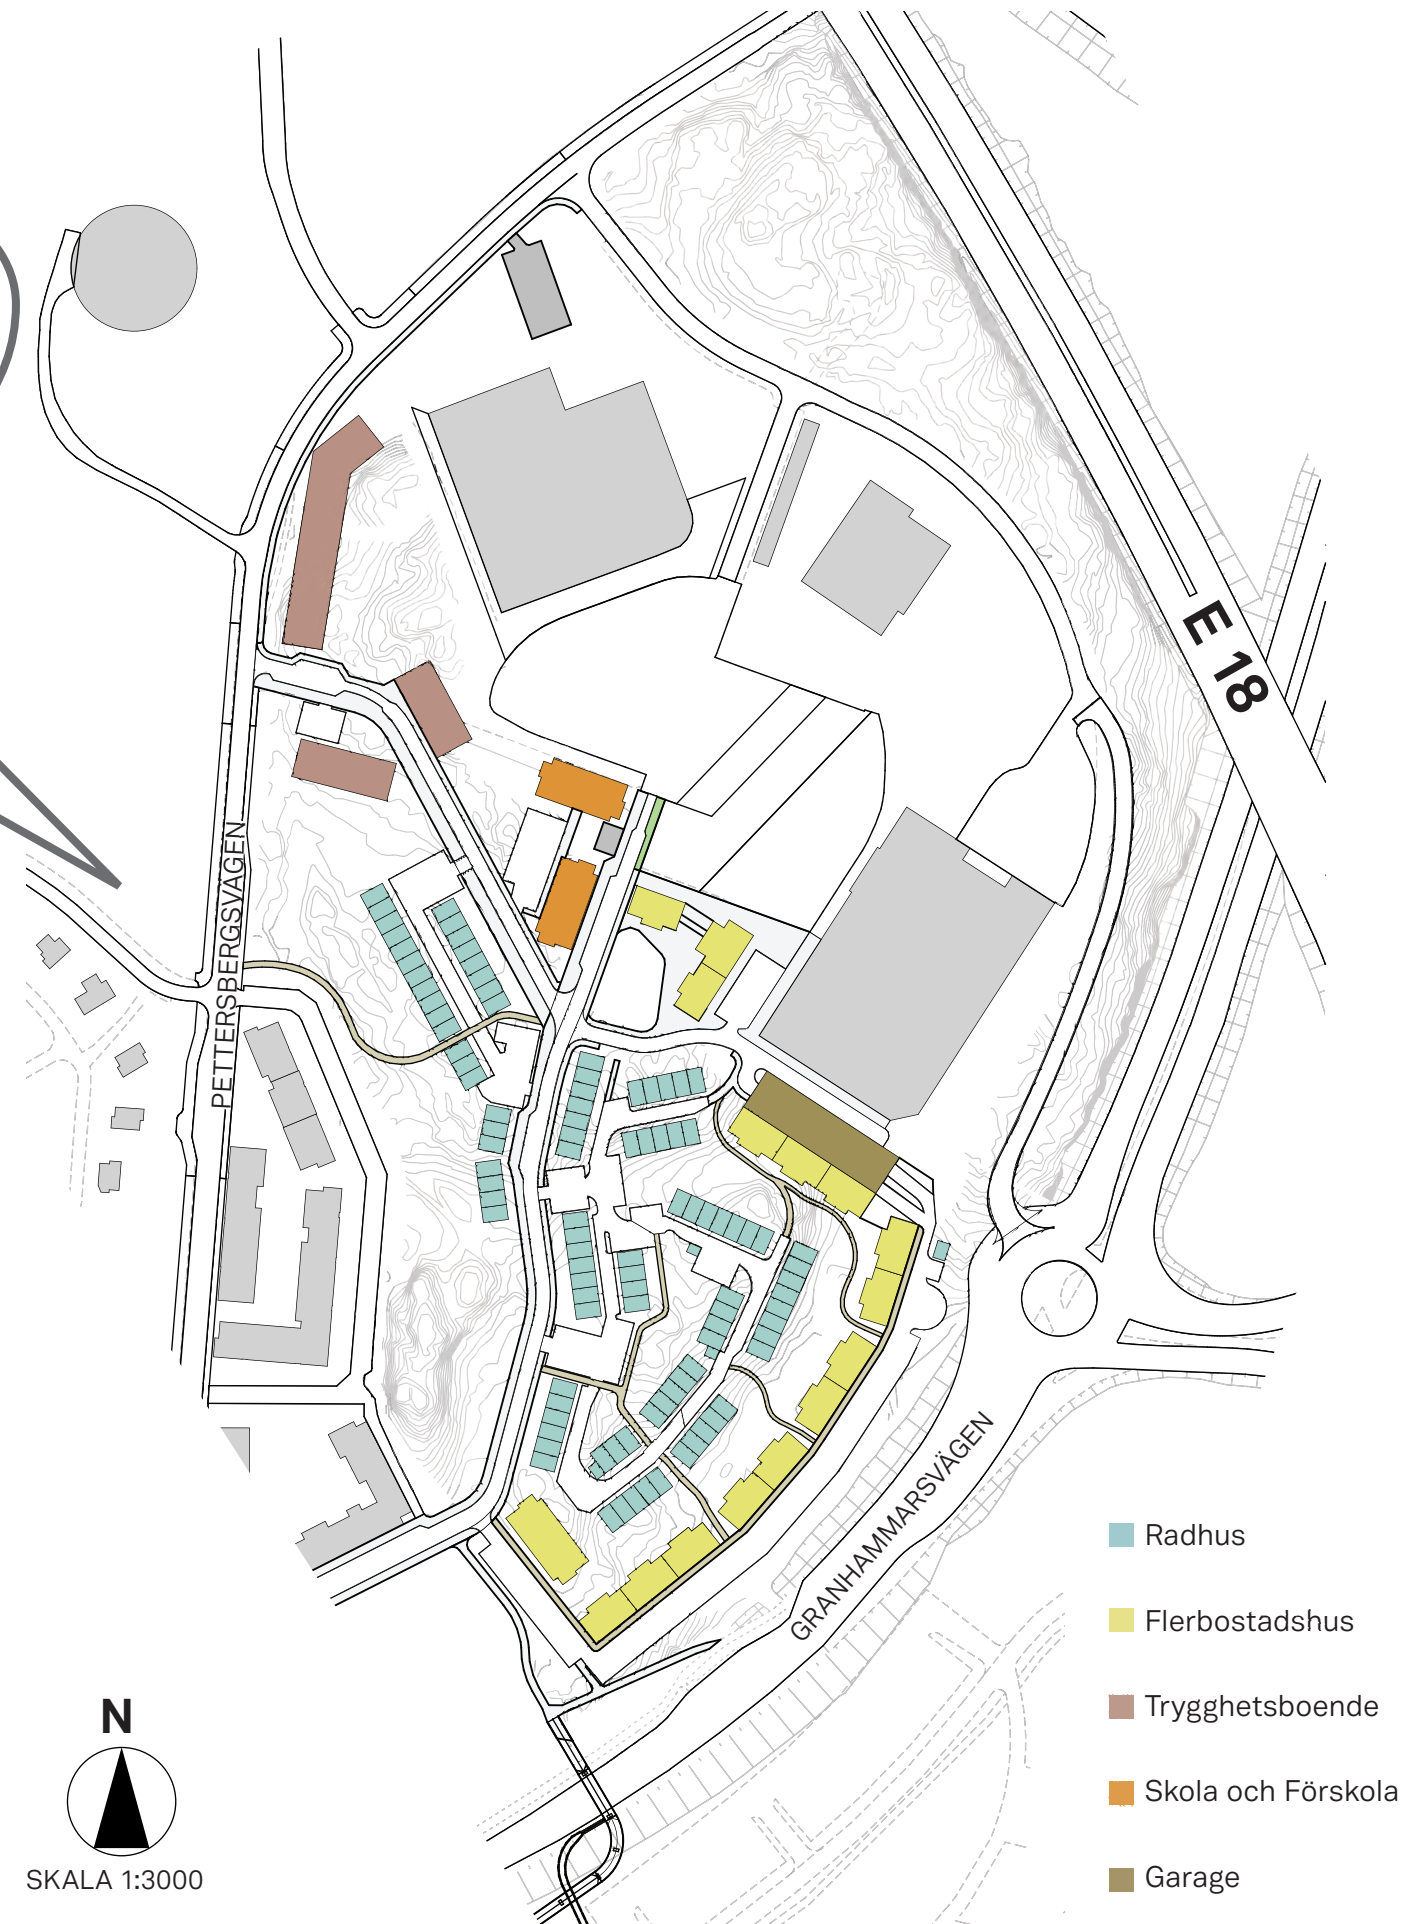 E 18
PETTERSBERGSVÄGEN
GRANHAMMARSVÄGEN
Radhus
Flerbostadshus
Trygghetsboende
Skola och Förskola
Garage
N
SKALA 1:3000